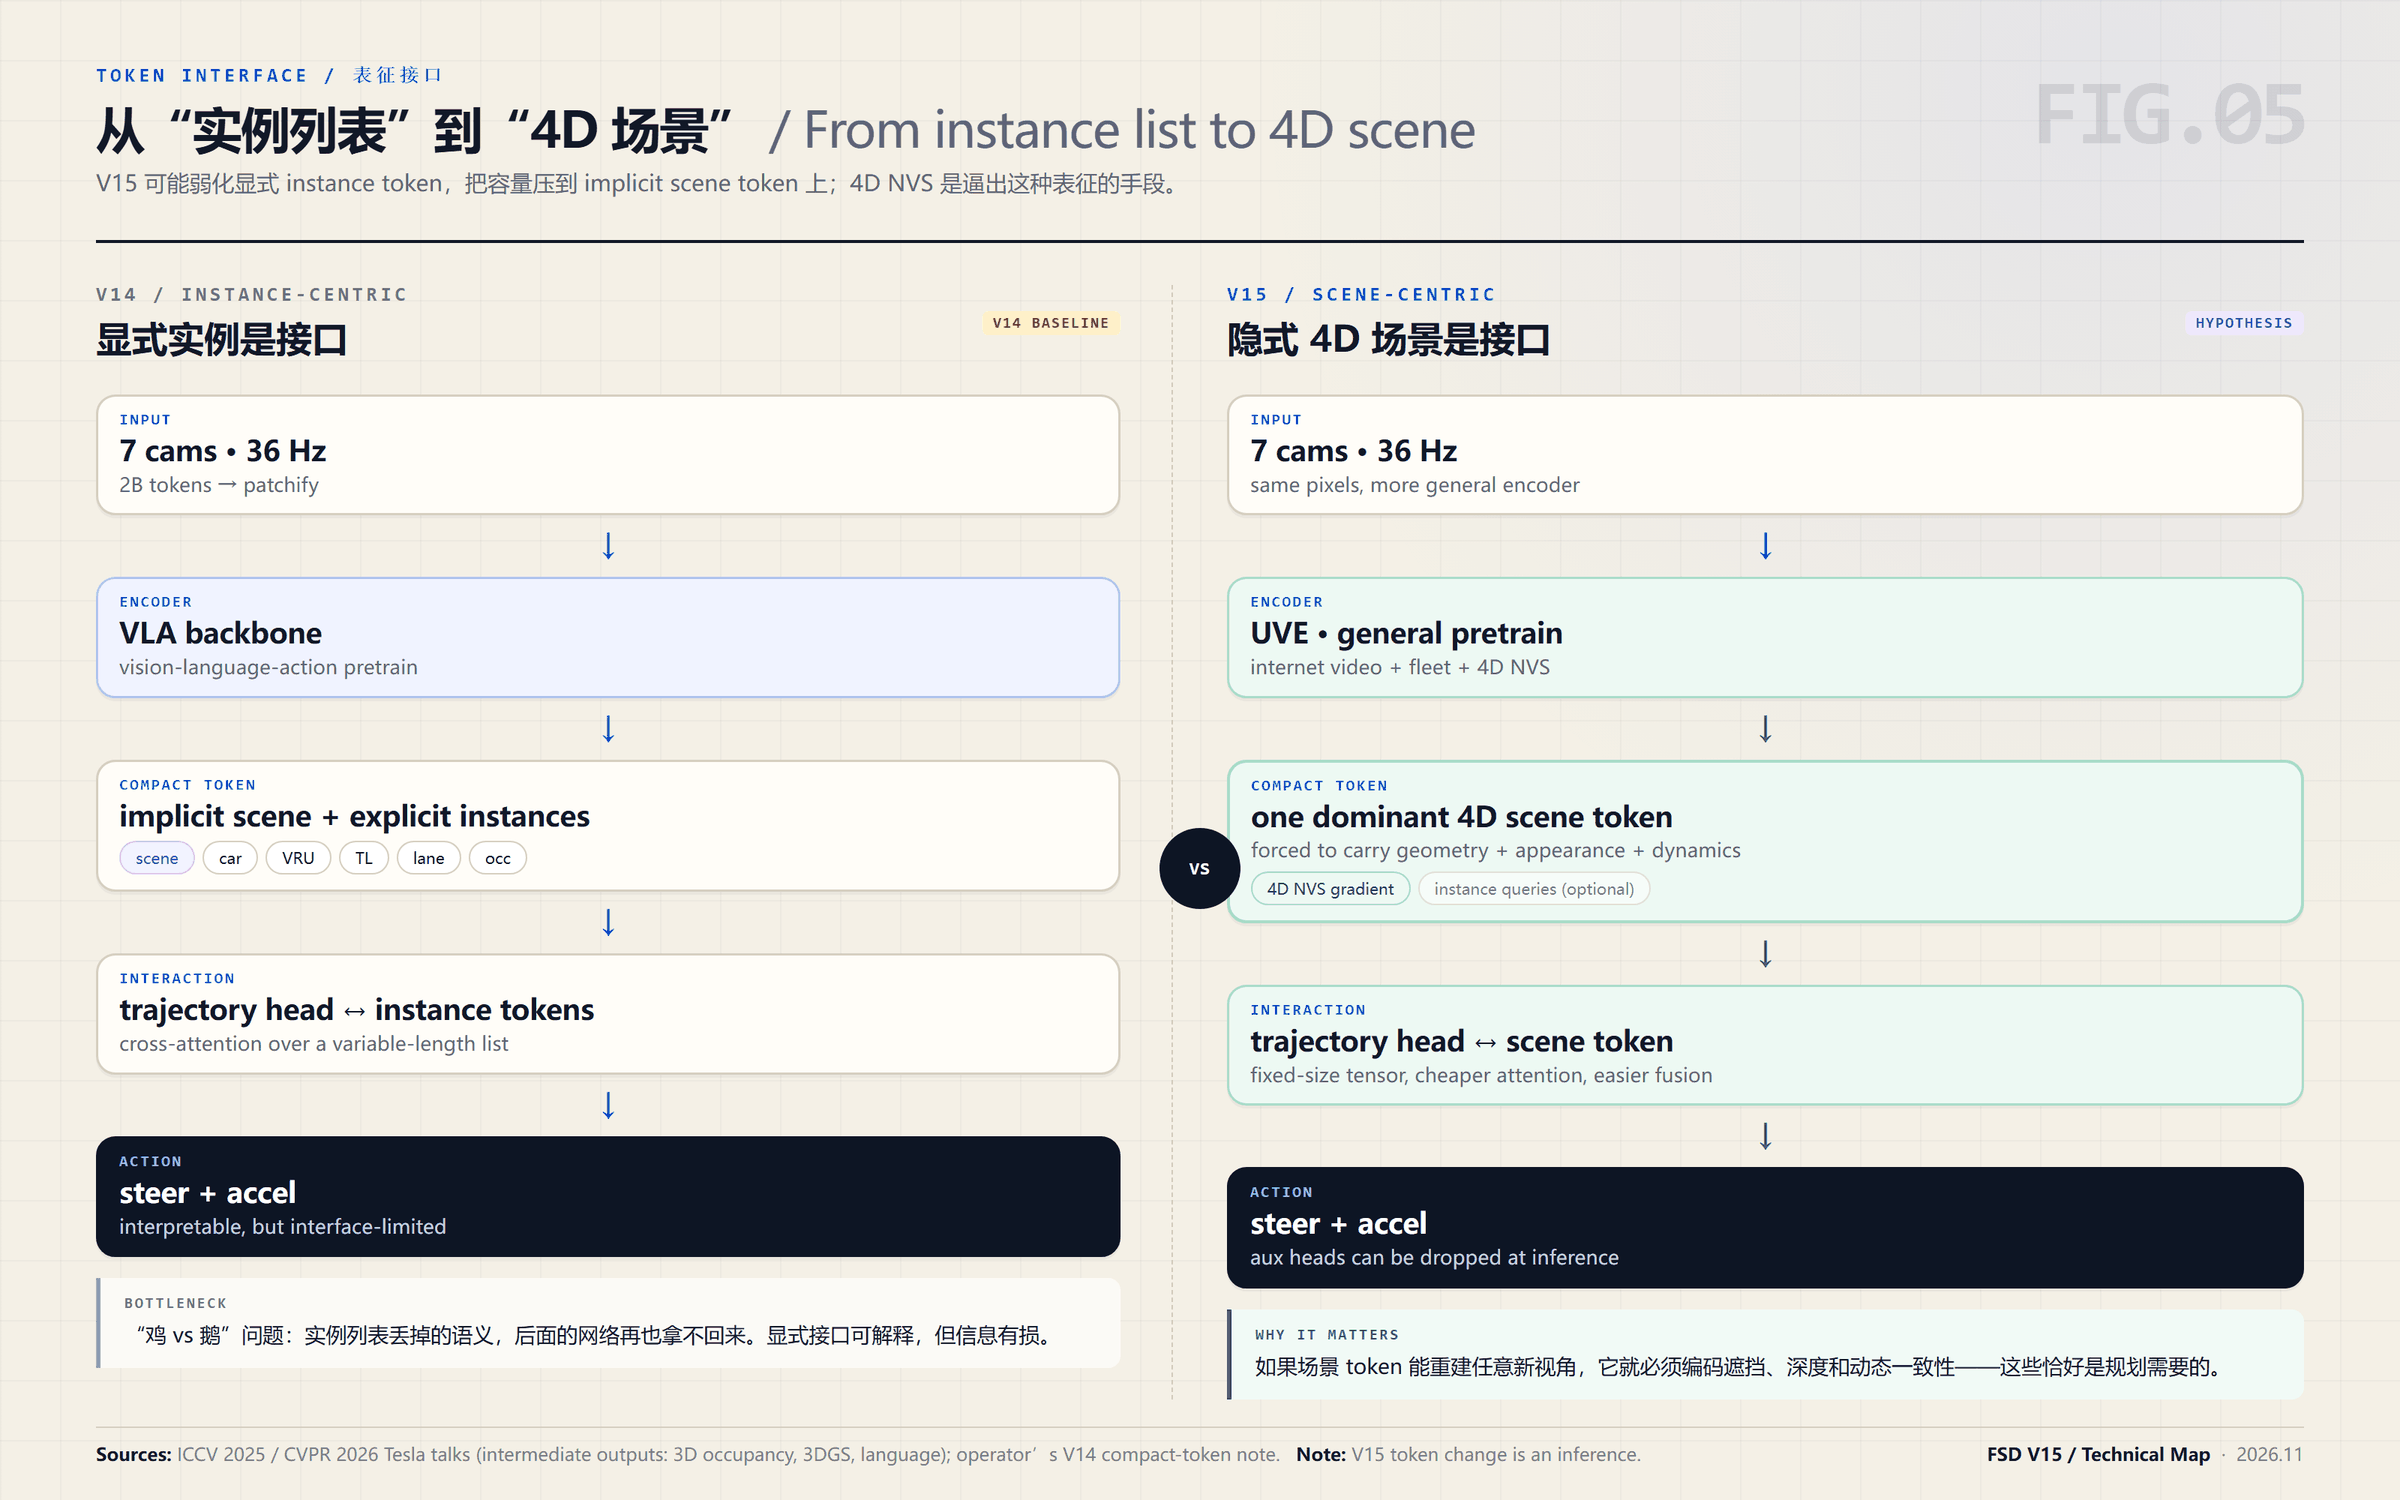 TOKEN INTERFACE / 表征接口
从“实例列表”到“4D 场景” / From instance list to 4D scene
FIG.05
V15 可能弱化显式 instance token，把容量压到 implicit scene token 上；4D NVS 是逼出这种表征的手段。
V14 / INSTANCE-CENTRIC
显式实例是接口
V14 BASELINE
INPUT
7 cams • 36 Hz
2B tokens → patchify
↓
ENCODER
VLA backbone
vision-language-action pretrain
↓
COMPACT TOKEN
implicit scene + explicit instances
scene car VRU TL lane occ
↓
INTERACTION
trajectory head ↔ instance tokens
cross-attention over a variable-length list
↓
ACTION
steer + accel
interpretable, but interface-limited
BOTTLENECK
“鸡 vs 鹅”问题：实例列表丢掉的语义，后面的网络再也拿不回来。显式接口可解释，但信息有损。
VS
V15 / SCENE-CENTRIC
隐式 4D 场景是接口
HYPOTHESIS
INPUT
7 cams • 36 Hz
same pixels, more general encoder
↓
ENCODER
UVE • general pretrain
internet video + fleet + 4D NVS
↓
COMPACT TOKEN
one dominant 4D scene token
forced to carry geometry + appearance + dynamics
4D NVS gradient instance queries (optional)
↓
INTERACTION
trajectory head ↔ scene token
fixed-size tensor, cheaper attention, easier fusion
↓
ACTION
steer + accel
aux heads can be dropped at inference
WHY IT MATTERS
如果场景 token 能重建任意新视角，它就必须编码遮挡、深度和动态一致性——这些恰好是规划需要的。
Sources: ICCV 2025 / CVPR 2026 Tesla talks (intermediate outputs: 3D occupancy, 3DGS, language); operator’s V14 compact-token note. Note: V15 token change is an inference.
FSD V15 / Technical Map · 2026.11